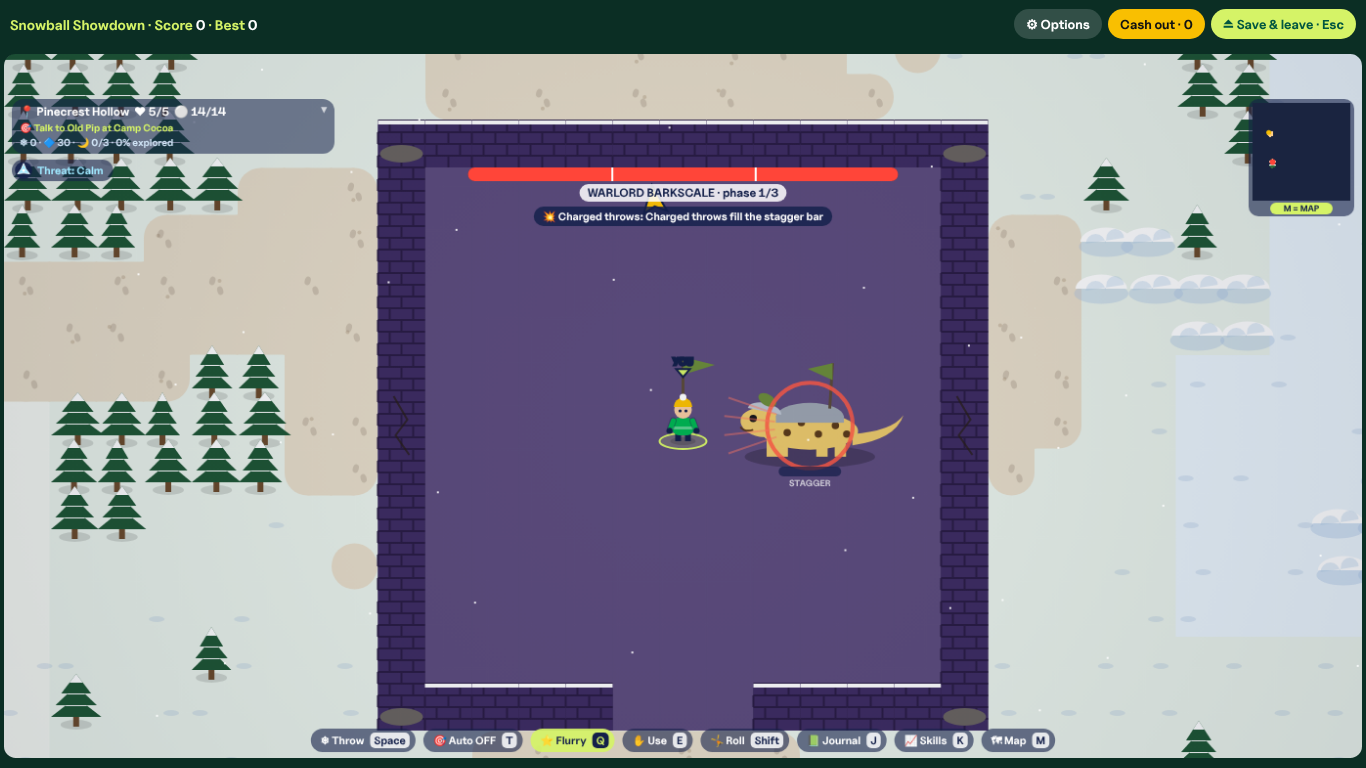 Snowball Showdown · Score 0 · Best 0
Options
Cash out · 0
Save & leave · Esc
Pinecrest Hollow 5/5 14/14
Talk to Old Pip at Camp Cocoa
0 · 30 · 0/3 · 0% explored
Threat: Calm
WARLORD BARKSCALE · phase 1/3
Charged throws: Charged throws fill the stagger bar
M = MAP
STAGGER
Throw Space
Auto OFF T
Flurry Q
Use E
Roll Shift
Journal J
Skills K
Map M